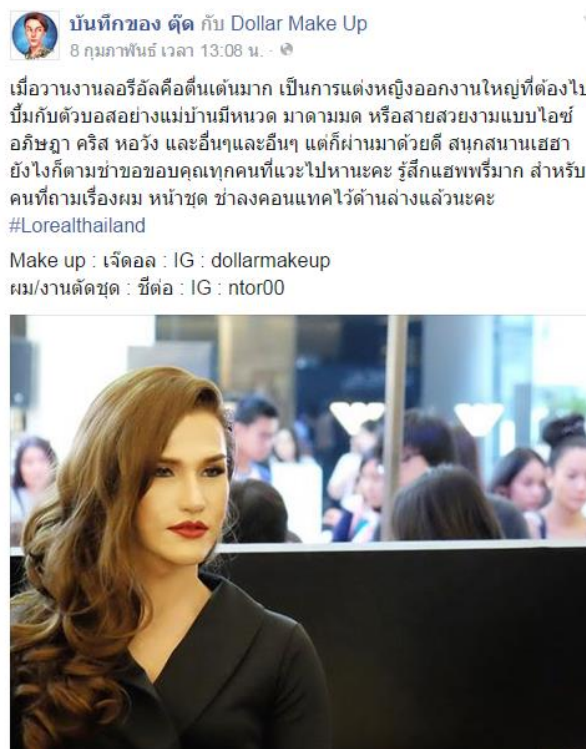 บันทึกของ ตุ๊ด กับ Dollar Make Up
8 กุมภาพันธ์ เวลา 13:08 น. ·
เมื่อวานงานลอรีอัลคือตื่นเต้นมาก เป็นการแต่งหญิงออกงานใหญ่ที่ต้องไป
บึ้มกับตัวบอสอย่างแม่บ้านมีหนวด มาดามมด หรือสายสวยงามแบบไอซ์
อภิษฎา คริส หอวัง และอื่นๆและอื่นๆ แต่ก็ผ่านมาด้วยดี สนุกสนานเฮฮา
ยังไงก็ตามช่าขอขอบคุณทุกคนที่แวะไปหานะคะ รู้สึกแฮพพรี่มาก สำหรับ
คนที่ถามเรื่องผม หน้าชุด ช่าลงคอนแทคไว้ด้านล่างแล้วนะคะ
#Lorealthailand
Make up : เจ๊ดอล : IG : dollarmakeup
ผม/งานตัดชุด : ชีต่อ : IG : ntor00